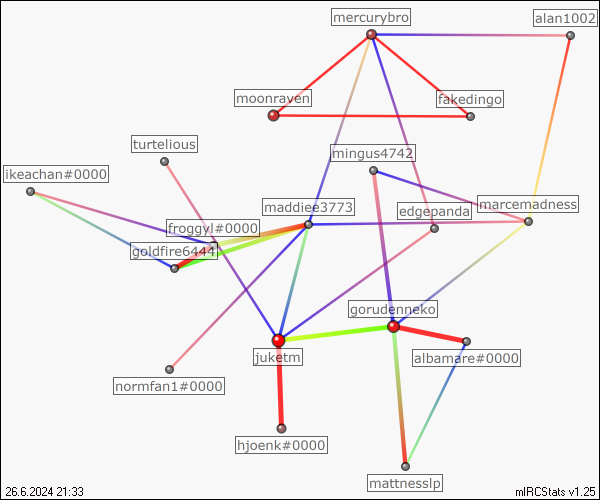 mercurybro
alan1002
moonraven
fakedingo
turtelious
mingus4742
ikeachan#0000
maddiee3773
edgepanda
marcemadness
froggyl#0000
goldfire6444
gorudenneko
juketm
albamare#0000
normfan1#0000
hjoenk#0000
mattnesslp
26.6.2024 21:33
mIRCStats v1.25